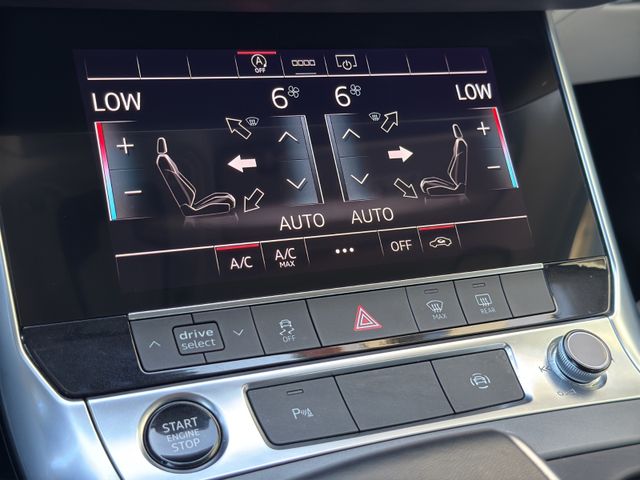 A
OFF
LOW 6 6 LOW
+ +
− −
AUTO AUTO
A/C A/C MAX ••• OFF
drive select
OFF
MAX
REAR
START
ENGINE
STOP
P